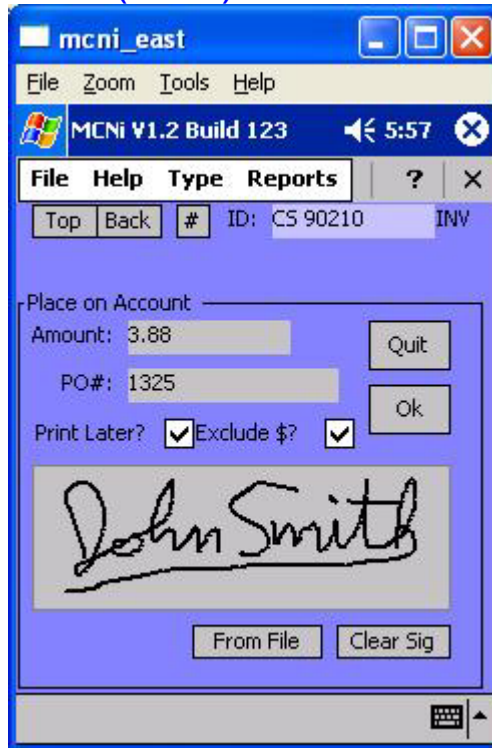 mcni_east
File Zoom Tools Help
MCNi V1.2 Build 123 5:57
File Help Type Reports ? ×
Top Back # ID: CS 90210 INV
Place on Account
Amount: 3.88 Quit
PO#: 1325
Ok
Print Later? Exclude $?
John Smith
From File Clear Sig